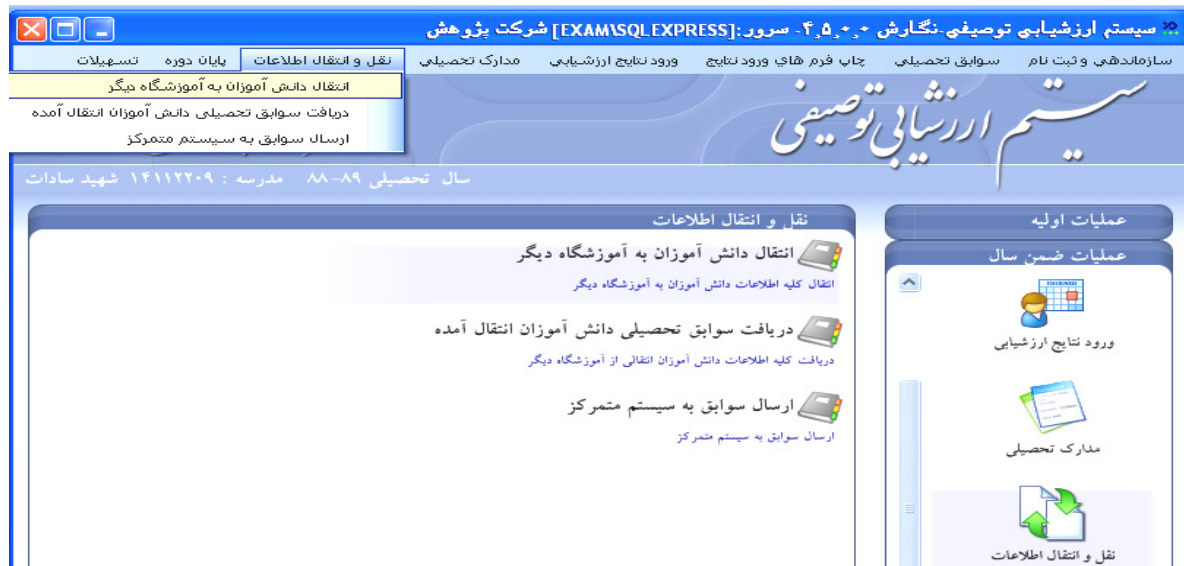 سیستم ارزشیابی توصیفی-نگارش ۴,۵,۰,۰- سرور:[EXAM\SQLEXPRESS] شرکت پژوهش
سازماندهی و ثبت نام سوابق تحصیلی چاپ فرم های ورود نتایج ورود نتایج ارزشیابی مدارک تحصیلی نقل و انتقال اطلاعات پایان دوره تسهیلات
انتقال دانش آموزان به آموزشگاه دیگر
دریافت سوابق تحصیلی دانش آموزان انتقال آمده
ارسال سوابق به سیستم متمرکز
سیستم ارزشیابی توصیفی
سال تحصیلی ۸۹-۸۸ مدرسه : ۱۴۱۱۲۲۰۹ شهید سادات
عملیات اولیه
عملیات ضمن سال
ورود نتایج ارزشیابی
مدارک تحصیلی
نقل و انتقال اطلاعات
نقل و انتقال اطلاعات
انتقال دانش آموزان به آموزشگاه دیگر
انتقال کلیه اطلاعات دانش آموزان به آموزشگاه دیگر
دریافت سوابق تحصیلی دانش آموزان انتقال آمده
دریافت کلیه اطلاعات دانش آموزان انتقالی از آموزشگاه دیگر
ارسال سوابق به سیستم متمرکز
ارسال سوابق به سیستم متمرکز